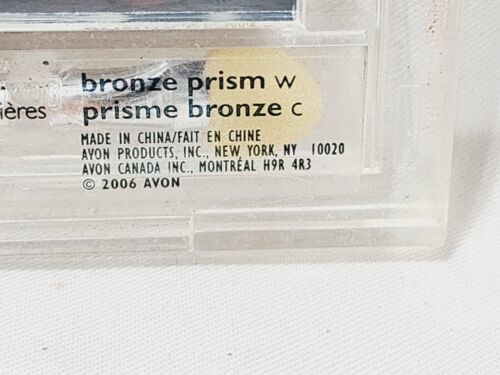 bronze prism W
ières prisme bronze C
MADE IN CHINA/FAIT EN CHINE
AVON PRODUCTS, INC., NEW YORK, NY 10020
AVON CANADA INC., MONTRÉAL H9R 4R3
© 2006 AVON